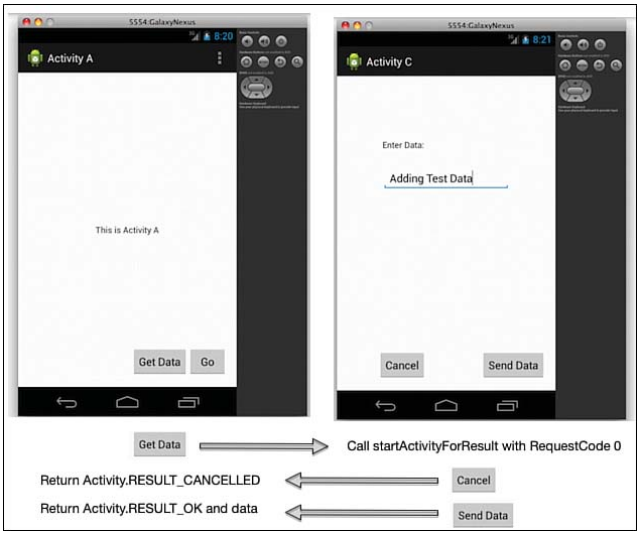 5554:GalaxyNexus
3G 8:20
Activity A
This is Activity A
Get Data Go
5554:GalaxyNexus
3G 8:21
Activity C
Enter Data:
Adding Test Data
Cancel Send Data
Get Data Call startActivityForResult with RequestCode 0
Return Activity.RESULT_CANCELLED Cancel
Return Activity.RESULT_OK and data Send Data